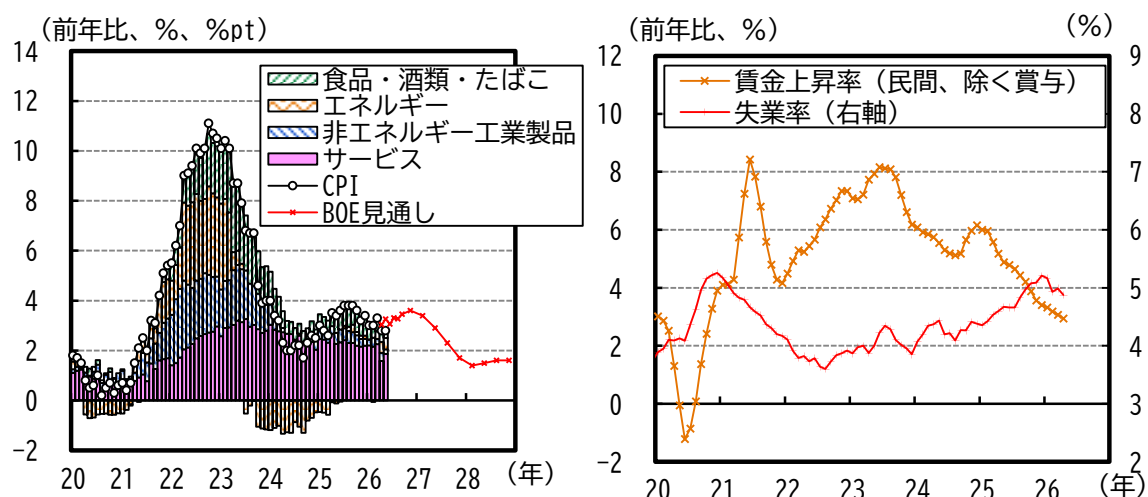 （前年比、％、％pt）
14
12
10
8
6
4
2
0
−2
食品・酒類・たばこ
エネルギー
非エネルギー工業製品
サービス
CPI
BOE見通し
20 21 22 23 24 25 26 27 28 （年）
（前年比、％） （％）
12
10
8
6
4
2
0
−2
賃金上昇率（民間、除く賞与）
失業率（右軸）
9
8
7
6
5
4
3
2
20 21 22 23 24 25 26 （年）